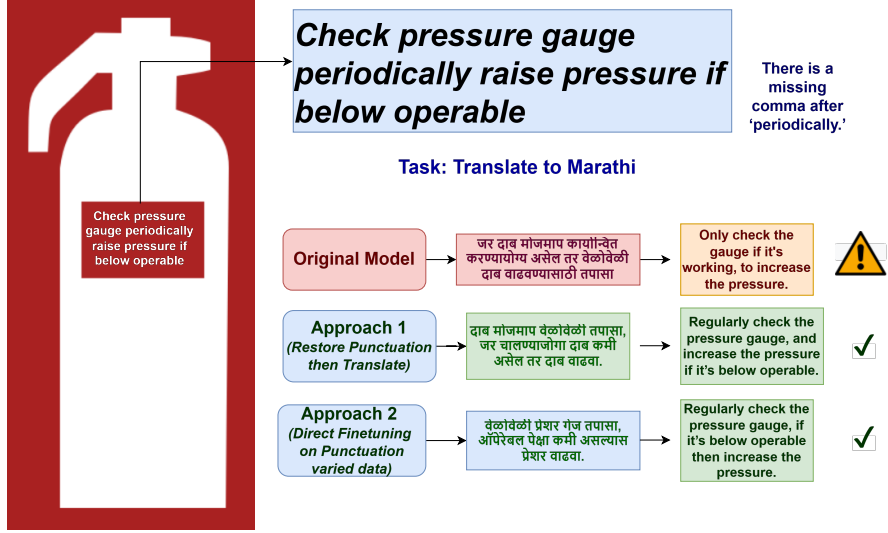 Check pressure gauge
periodically raise pressure if
below operable
There is a
missing
comma after
‘periodically.’
Task: Translate to Marathi
Check pressure
gauge periodically
raise pressure if
below operable
Original Model
जर दाब मोजमाप कार्यान्वित
करण्यायोग्य असेल तर वेळोवेळी
दाब वाढवण्यासाठी तपासा
Only check the
gauge if it's
working, to increase
the pressure.
Approach 1
(Restore Punctuation
then Translate)
दाब मोजमाप वेळोवेळी तपासा,
जर चालण्याजोगा दाब कमी
असेल तर दाब वाढवा.
Regularly check the
pressure gauge, and
increase the pressure
if it’s below operable.
Approach 2
(Direct Finetuning
on Punctuation
varied data)
वेळोवेळी प्रेशर गेज तपासा,
ऑपरेबल पेक्षा कमी असल्यास
प्रेशर वाढवा.
Regularly check the
pressure gauge, if
it’s below operable
then increase the
pressure.